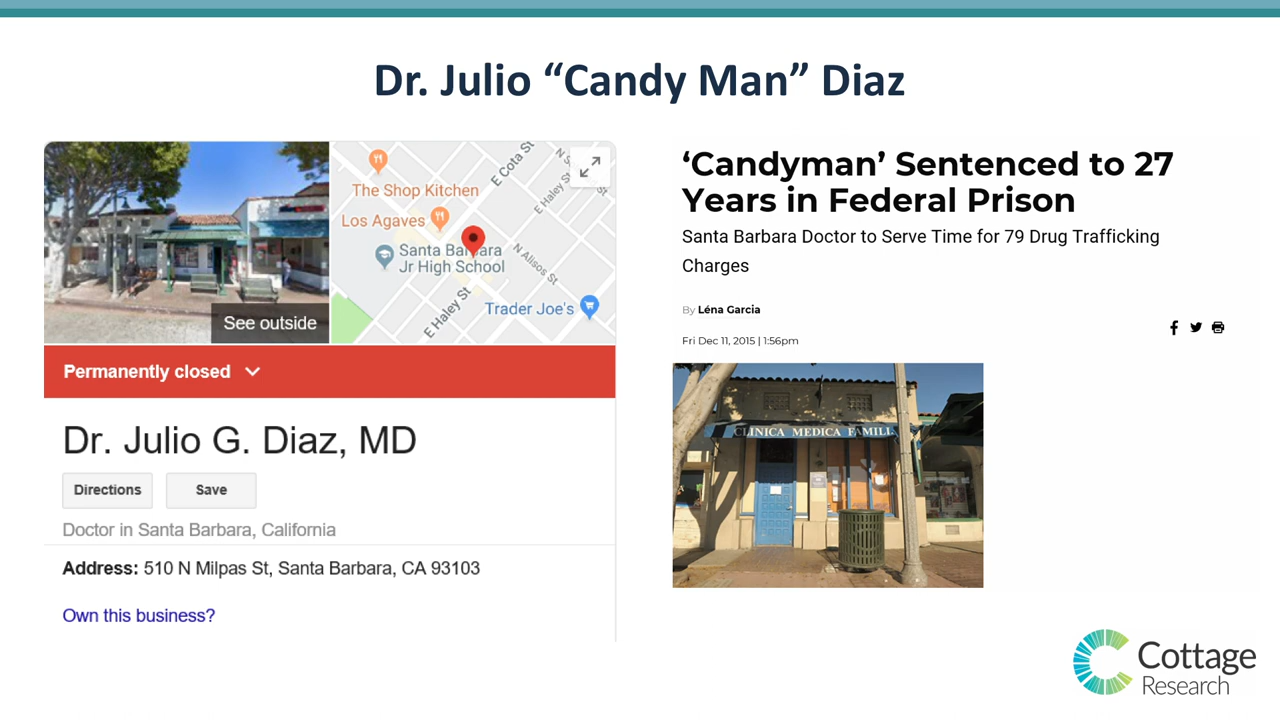 Dr. Julio “Candy Man” Diaz
E Cota St
The Shop Kitchen
E Haley St
Los Agaves
Santa Barbara
Jr High School
N Alisos St
E Haley St
Trader Joe's
See outside
Permanently closed
Dr. Julio G. Diaz, MD
Directions
Save
Doctor in Santa Barbara, California
Address: 510 N Milpas St, Santa Barbara, CA 93103
Own this business?
‘Candyman’ Sentenced to 27
Years in Federal Prison
Santa Barbara Doctor to Serve Time for 79 Drug Trafficking
Charges
By Léna Garcia
Fri Dec 11, 2015 | 1:56pm
CLINICA MEDICA FAMILI
Cottage
Research